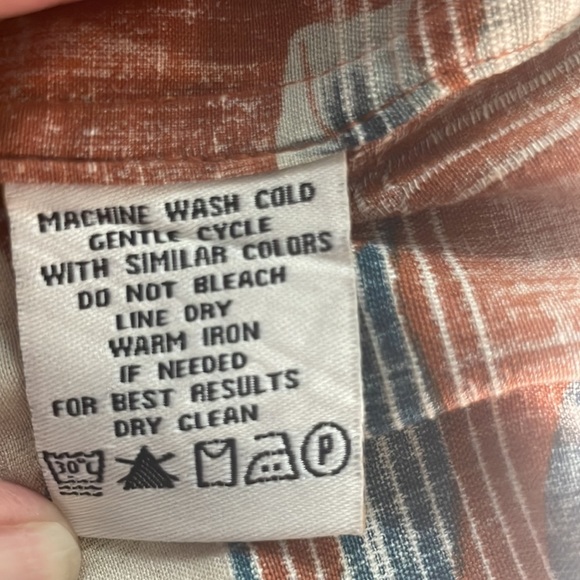 MACHINE WASH COLD
GENTLE CYCLE
WITH SIMILAR COLORS
DO NOT BLEACH
LINE DRY
WARM IRON
IF NEEDED
FOR BEST RESULTS
DRY CLEAN
30°C P